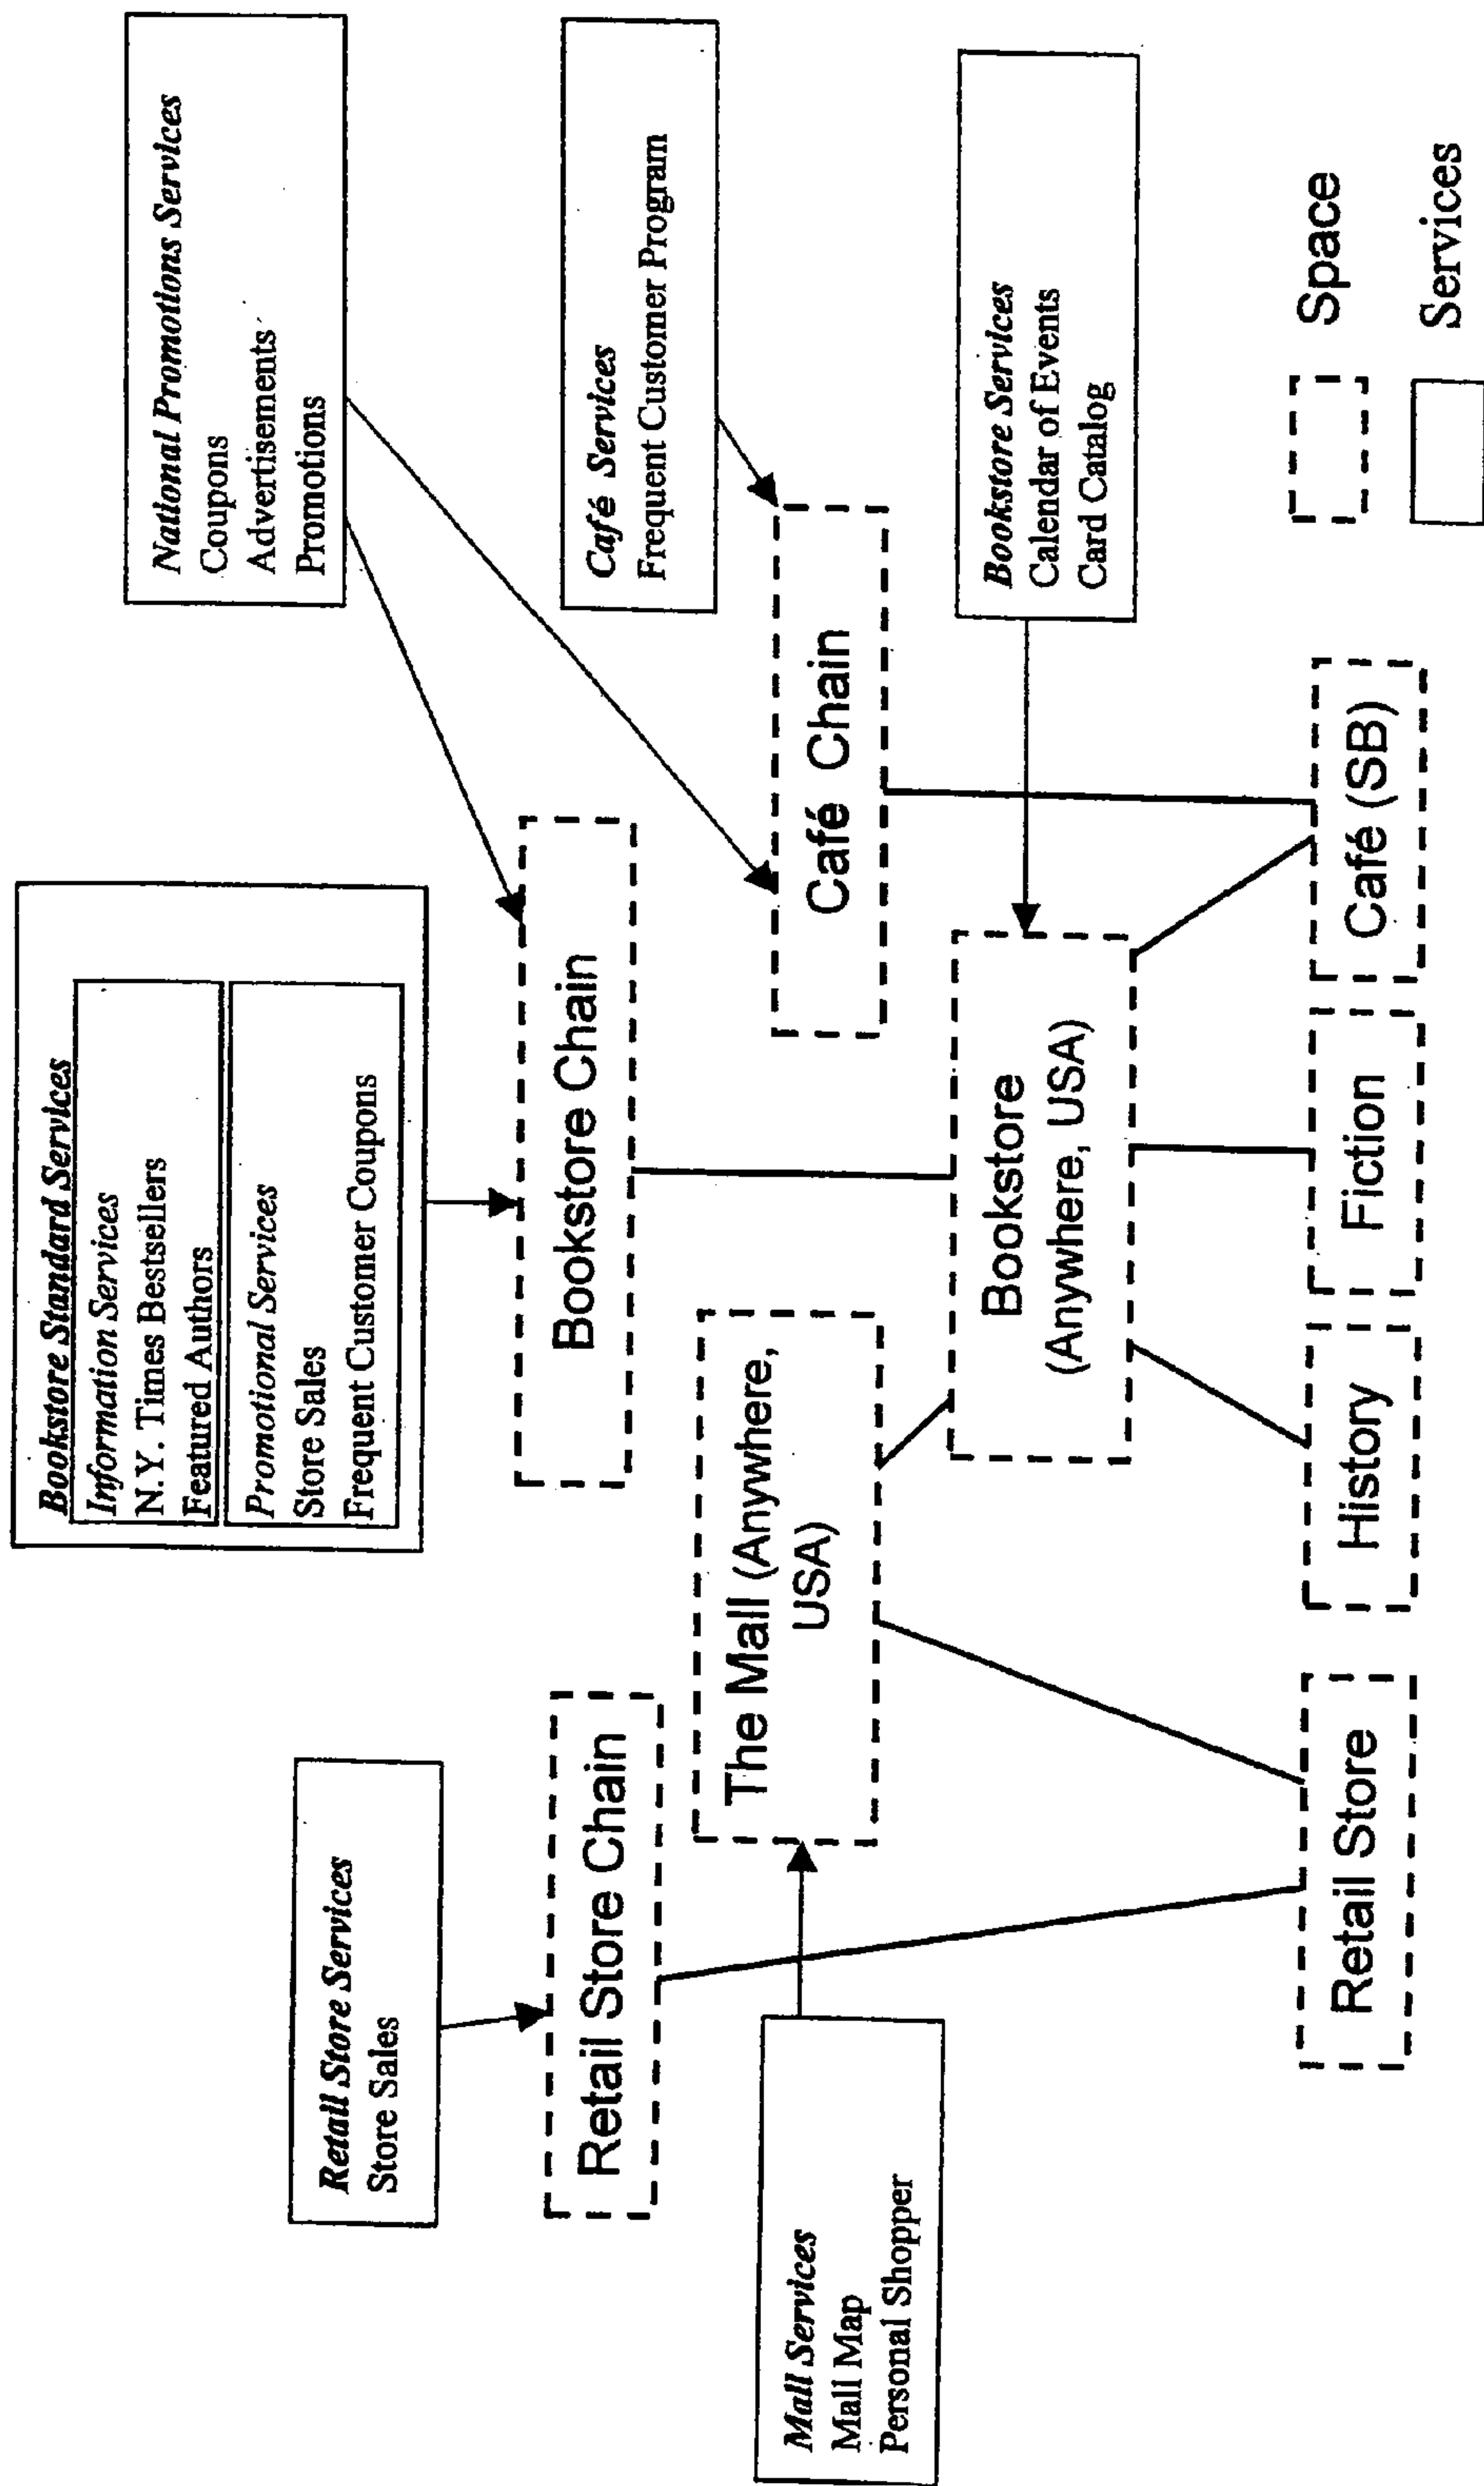 Bookstore Standard Services
Information Services
N.Y. Times Bestsellers
Featured Authors
Promotional Services
Store Sales
Frequent Customer Coupons
National Promotions Services
Coupons
Advertisements
Promotions
Retail Store Services
Store Sales
Bookstore Chain
Retail Store Chain
Café Services
Frequent Customer Program
The Mall (Anywhere,
USA)
Café Chain
Mall Services
Mall Map
Personal Shopper
Bookstore
(Anywhere, USA)
Bookstore Services
Calendar of Events
Card Catalog
Retail Store
History
Fiction
Café (SB)
Space
Services